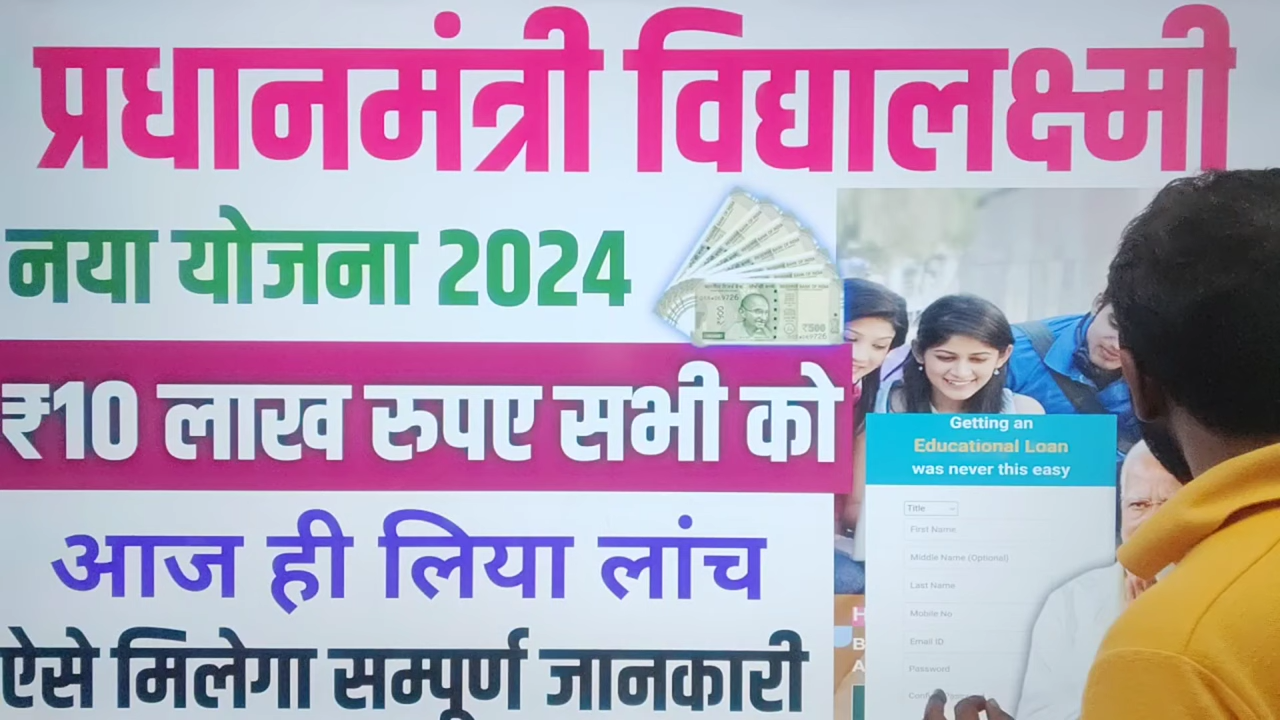 प्रधानमंत्री विद्यालक्ष्मी
नया योजना 2024
₹10 लाख रुपए सभी को
आज ही लिया लांच
ऐसे मिलेगा सम्पूर्ण जानकारी
₹500
Getting an
Educational Loan
was never this easy
Title
First Name
Middle Name (Optional)
Last Name
Mobile No
Email ID
Password
H
B
A